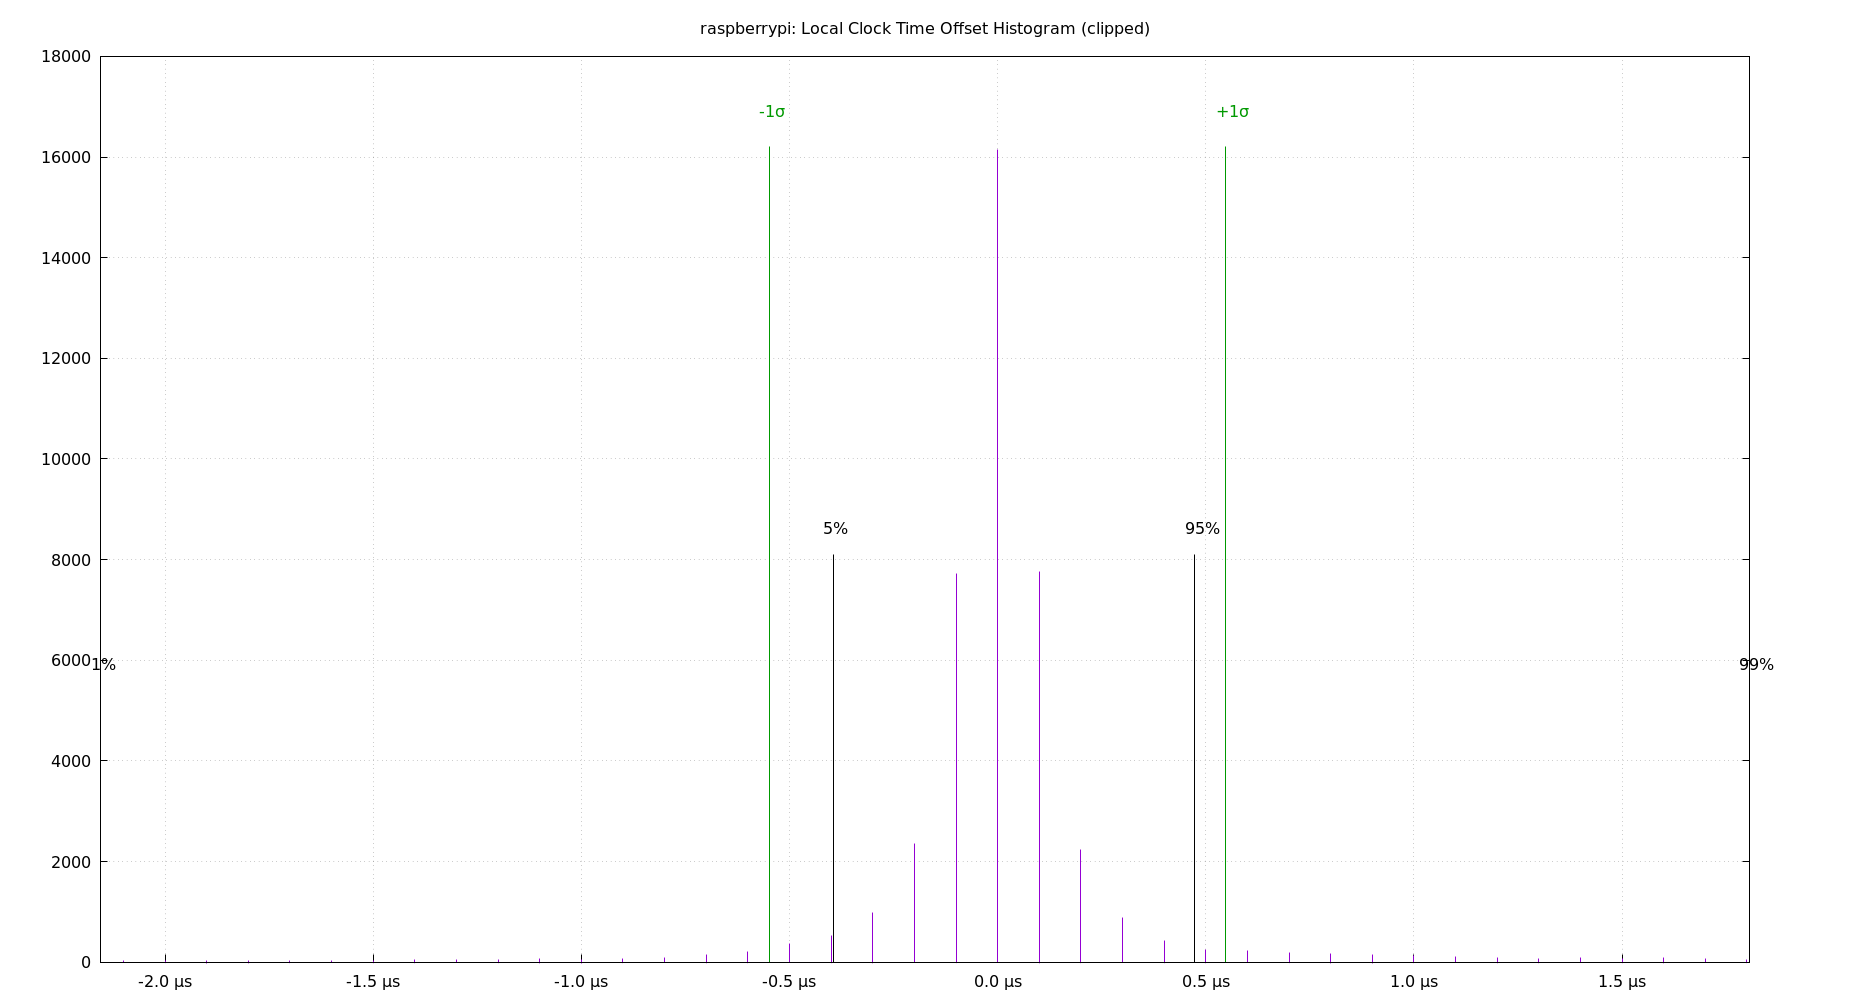 raspberrypi: Local Clock Time Offset Histogram (clipped)
18000
-1σ
+1σ
16000
14000
12000
10000
5%
95%
8000
6000
1%
99%
4000
2000
0
-2.0 μs
-1.5 μs
-1.0 μs
-0.5 μs
0.0 μs
0.5 μs
1.0 μs
1.5 μs